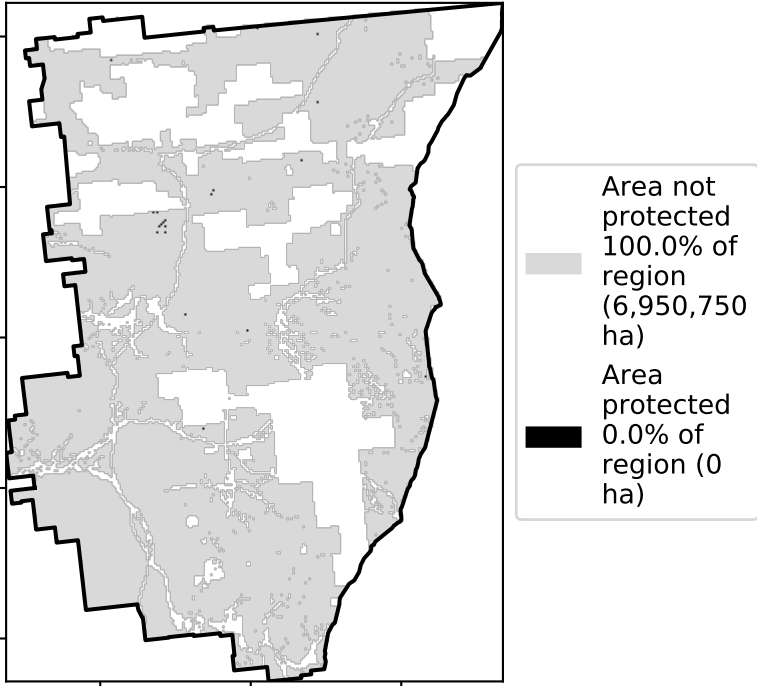 Area not
protected
100.0% of
region
(6,950,750
ha)
Area
protected
0.0% of
region (0
ha)